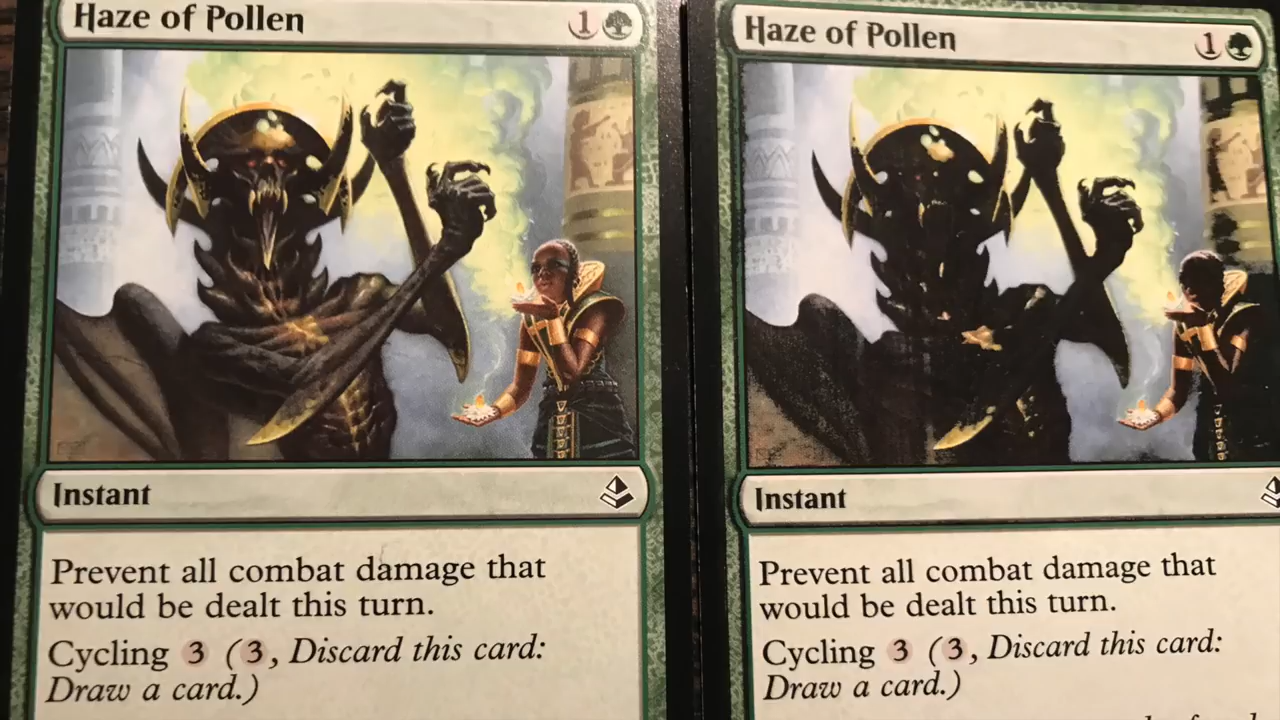 Haze of Pollen 1
Instant
Prevent all combat damage that
would be dealt this turn.
Cycling 3 (3, Discard this card:
Draw a card.)
Haze of Pollen 1
Instant
Prevent all combat damage that
would be dealt this turn.
Cycling 3 (3, Discard this card:
Draw a card.)